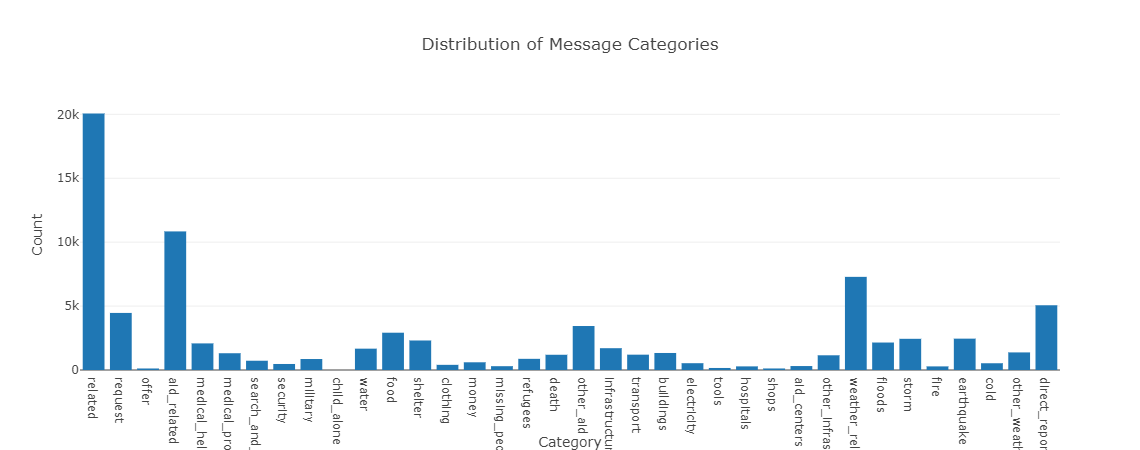 Distribution of Message Categories
20k
15k
10k
5k
0
Count
related
request
offer
aid_related
medical_hel
medical_pro
search_and_
security
military
child_alone
water
food
shelter
clothing
money
missing_peo
refugees
death
other_aid
infrastructur
transport
buildings
electricity
tools
hospitals
shops
aid_centers
other_infras
weather_rel
floods
storm
fire
earthquake
cold
other_weath
direct_repor
Category